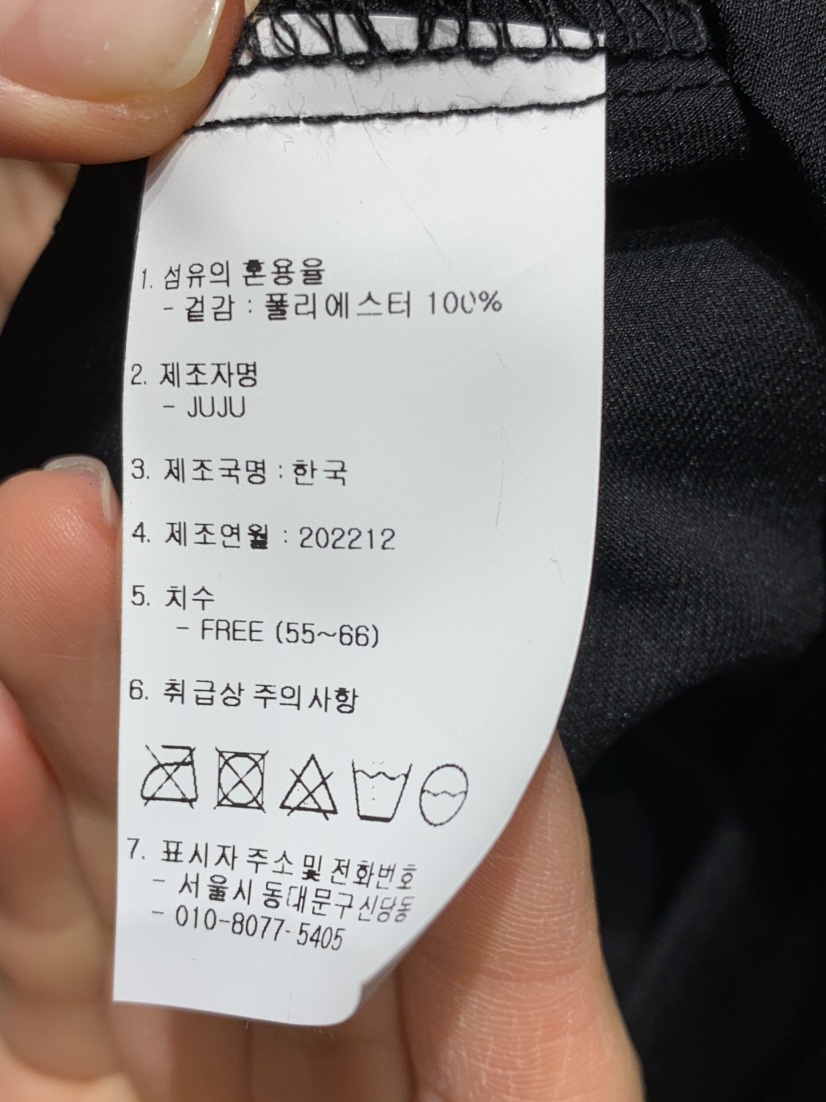 1. 섬유의 혼용율
- 겉감 : 폴리에스터 100%
2. 제조자명
- JUJU
3. 제조국명 : 한국
4. 제조연월 : 202212
5. 치수
- FREE (55~66)
6. 취급상 주의사항
7. 표시자 주소 및 전화번호
- 서울시 동대문구 신당동
- 010-8077-5405